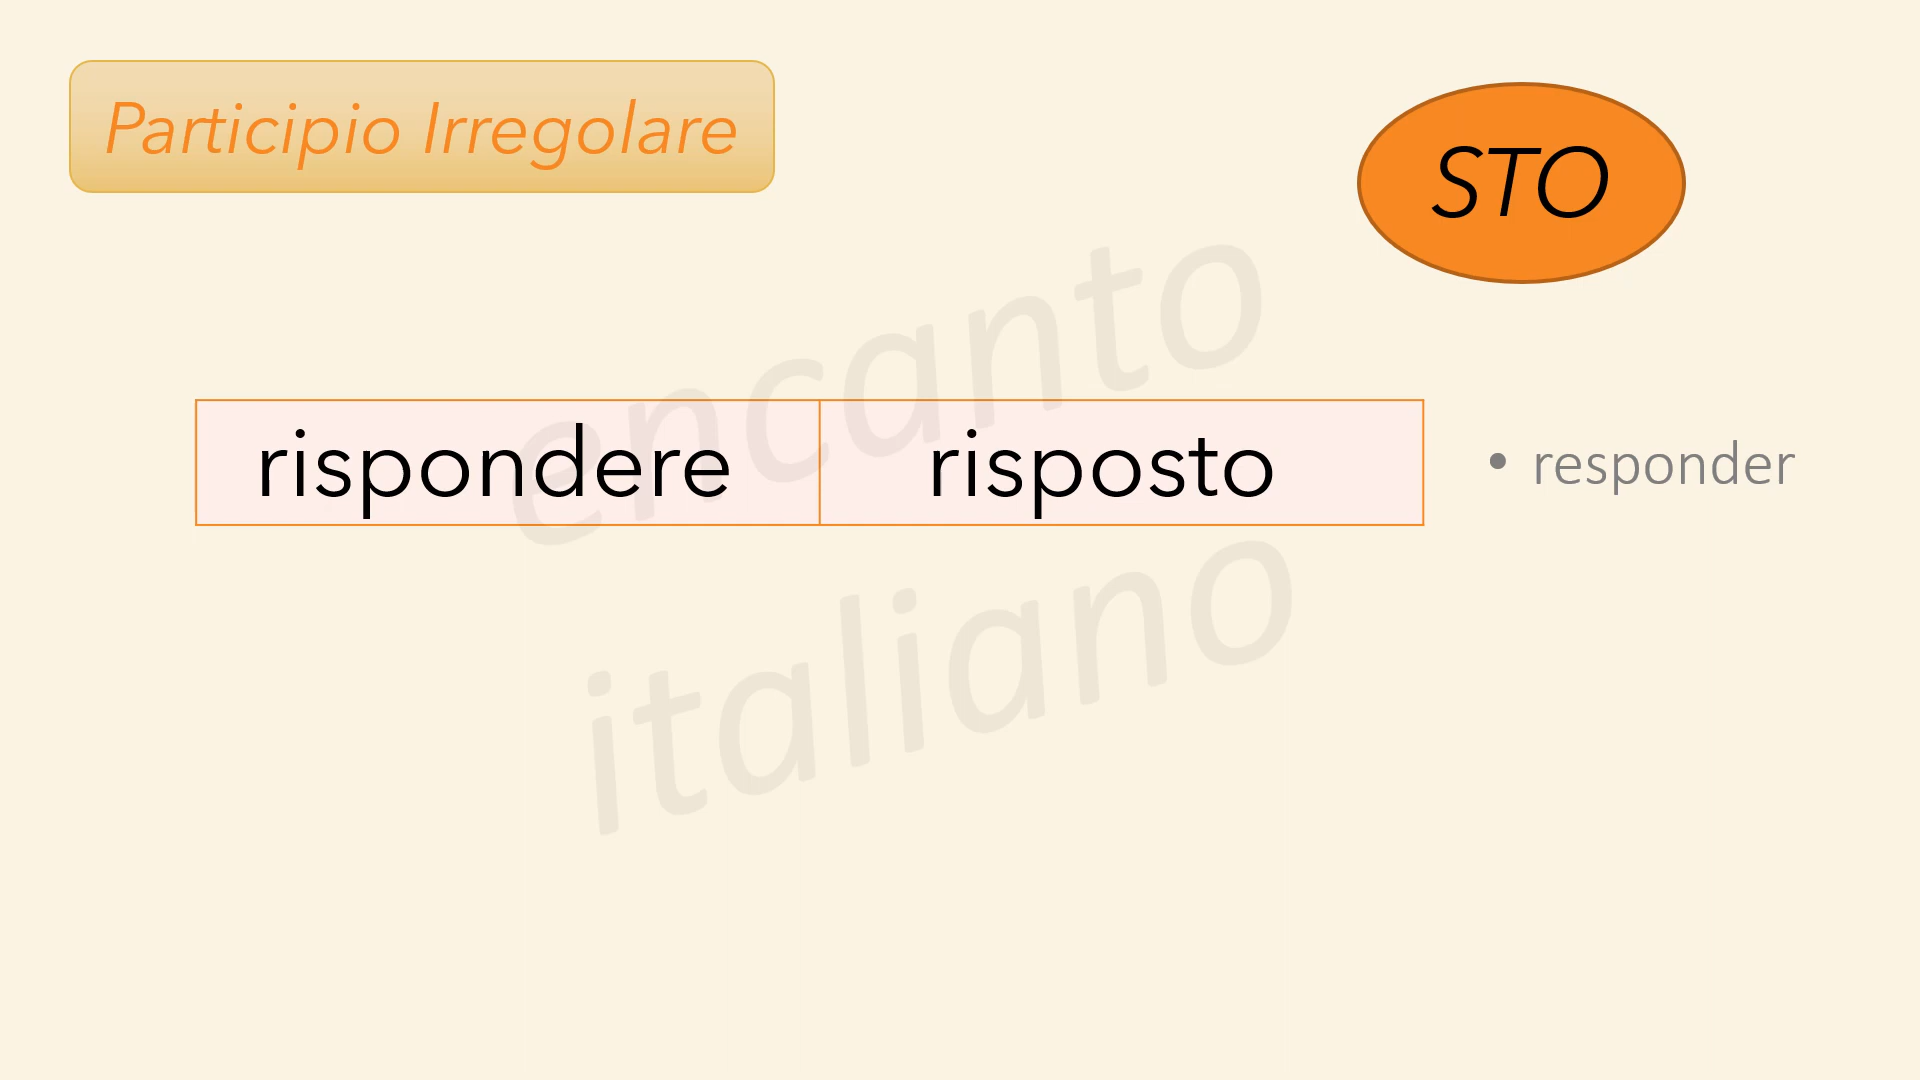 Participio Irregolare
STO
rispondere risposto
• responder
encanto
italiano